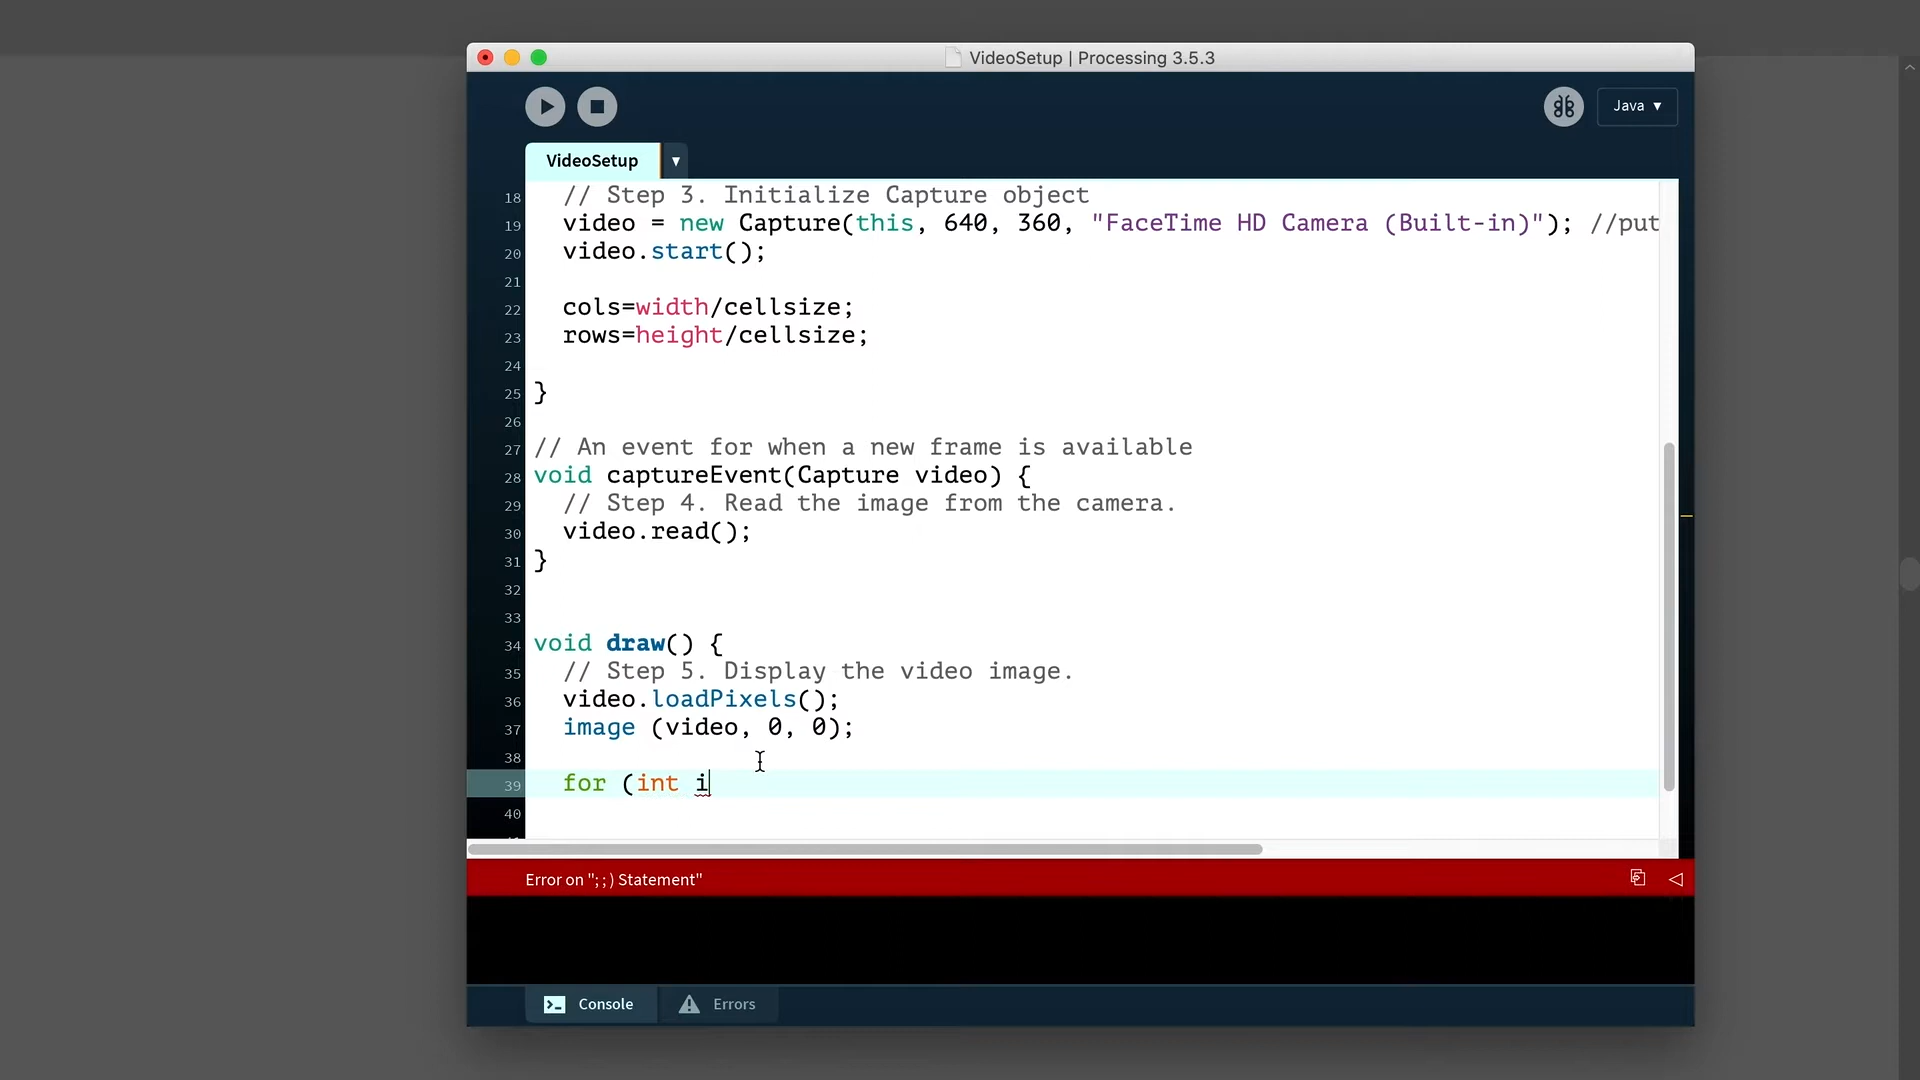 VideoSetup | Processing 3.5.3
Java ▼
VideoSetup ▼
18 // Step 3. Initialize Capture object
19 video = new Capture(this, 640, 360, "FaceTime HD Camera (Built-in)"); //put
20 video.start();
21
22 cols=width/cellsize;
23 rows=height/cellsize;
24
25 }
26
27 // An event for when a new frame is available
28 void captureEvent(Capture video) {
29 // Step 4. Read the image from the camera.
30 video.read();
31 }
32
33
34 void draw() {
35 // Step 5. Display the video image.
36 video.loadPixels();
37 image (video, 0, 0);
38
39 for (int i
40
Error on ";;) Statement"
Console Errors